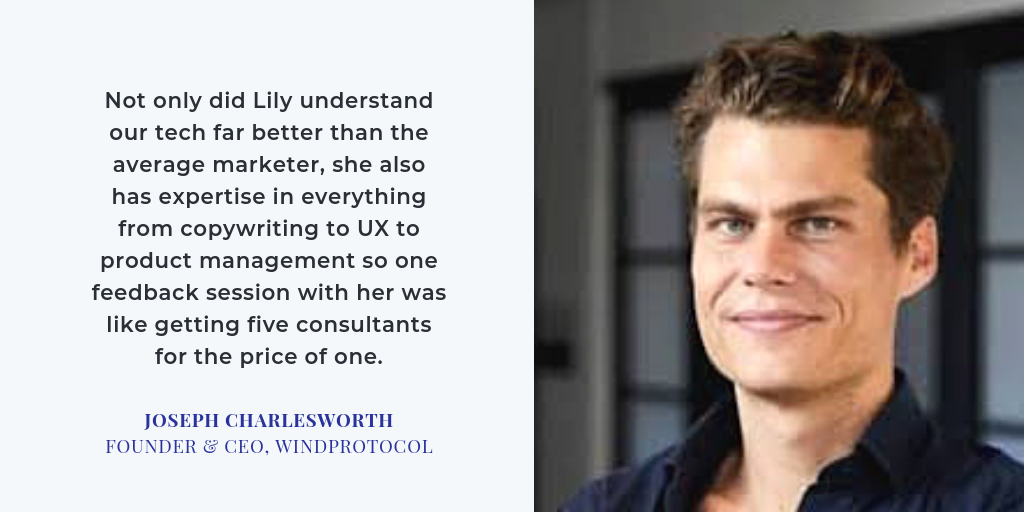 Not only did Lily understand
our tech far better than the
average marketer, she also
has expertise in everything
from copywriting to UX to
product management so one
feedback session with her was
like getting five consultants
for the price of one.
JOSEPH CHARLESWORTH
FOUNDER & CEO, WINDPROTOCOL